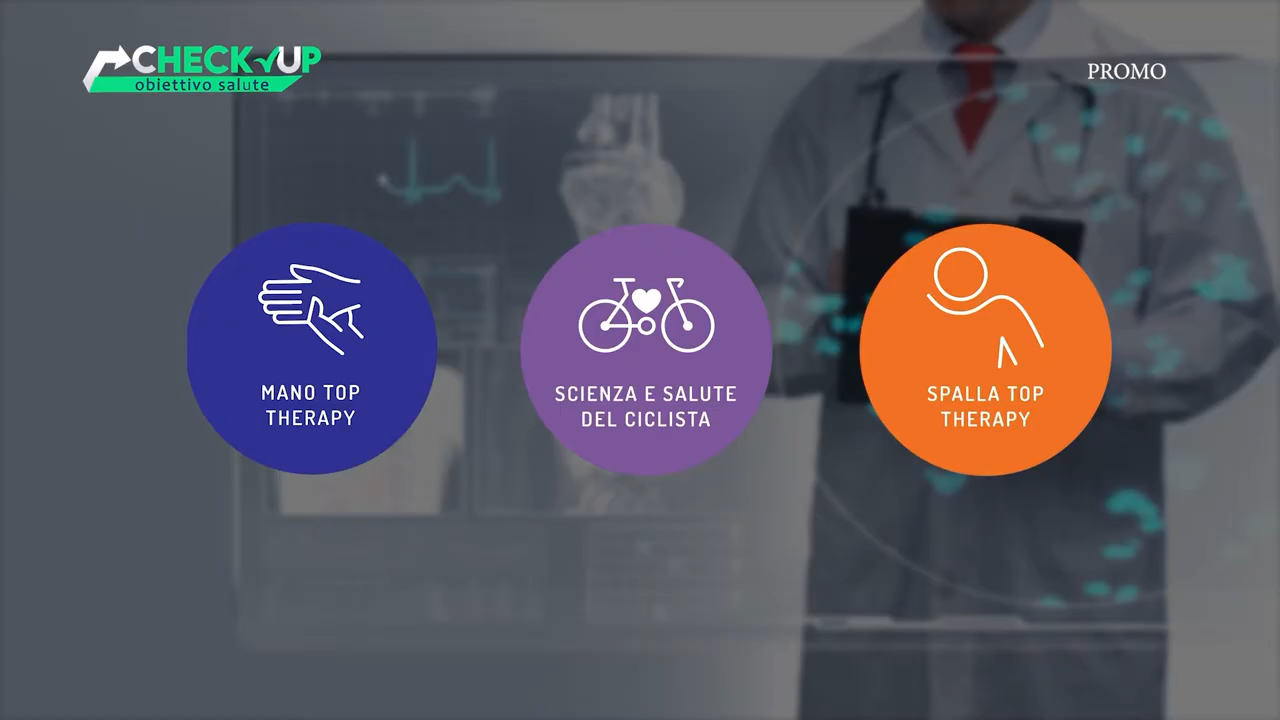 CHECK UP
obiettivo salute
PROMO
MANO TOP
THERAPY
SCIENZA E SALUTE
DEL CICLISTA
SPALLA TOP
THERAPY